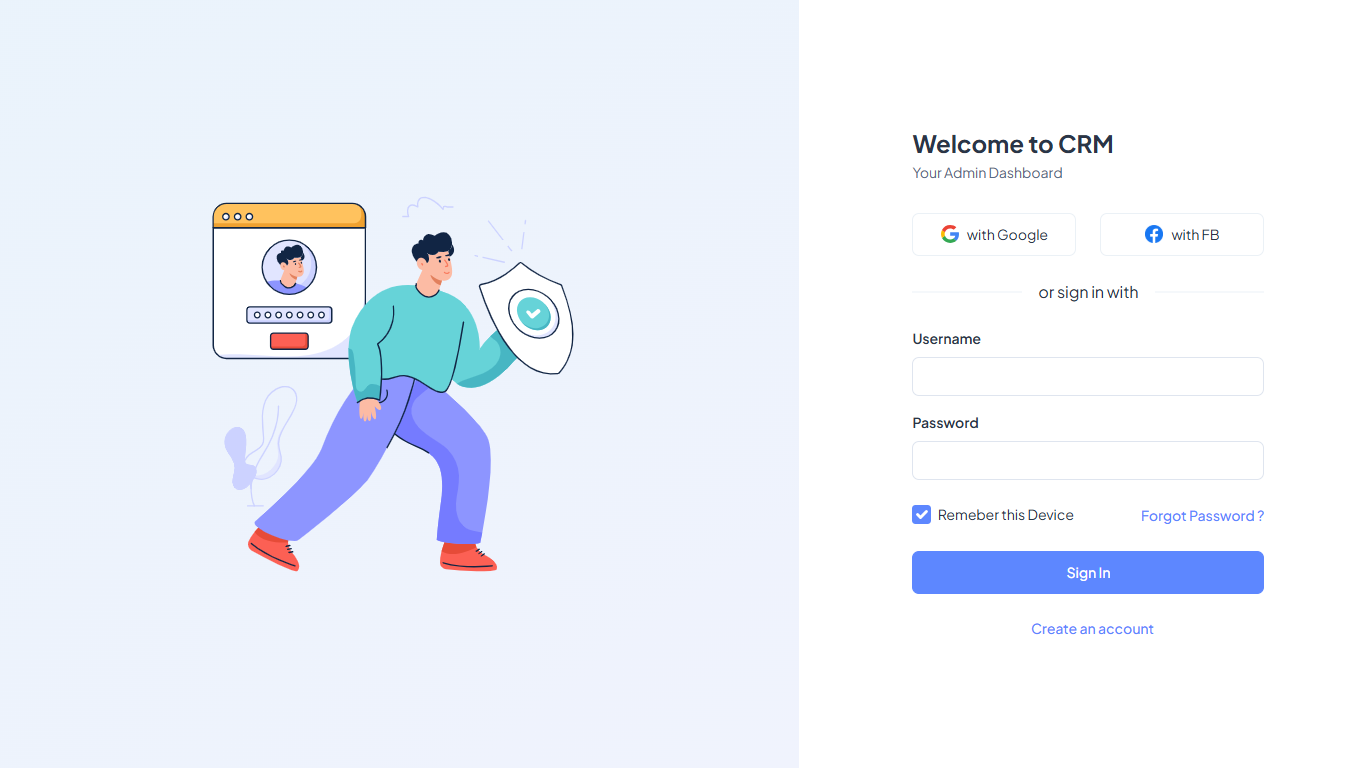 Welcome to CRM
Your Admin Dashboard
with Google
with FB
or sign in with
Username
Password
Remeber this Device
Forgot Password ?
Sign In
Create an account